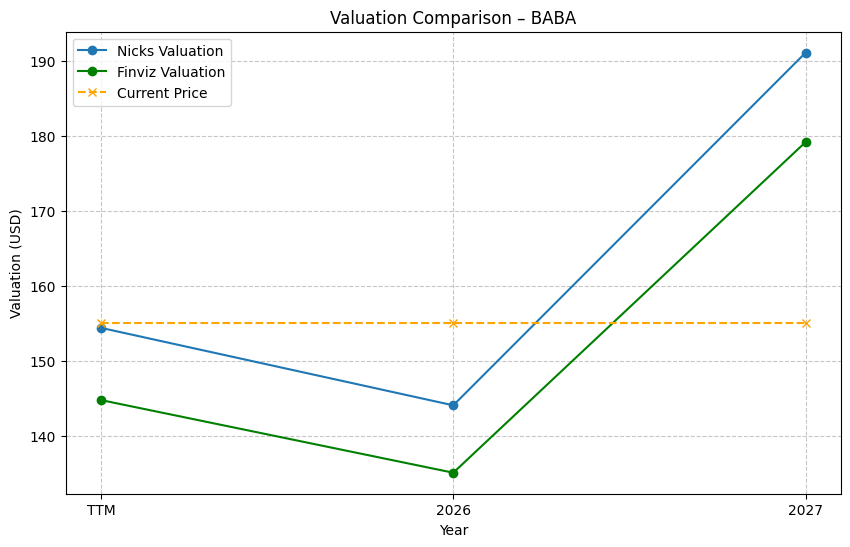 Valuation Comparison – BABA
Nicks Valuation
Finviz Valuation
Current Price
190
180
170
160
150
140
Valuation (USD)
TTM
2026
2027
Year